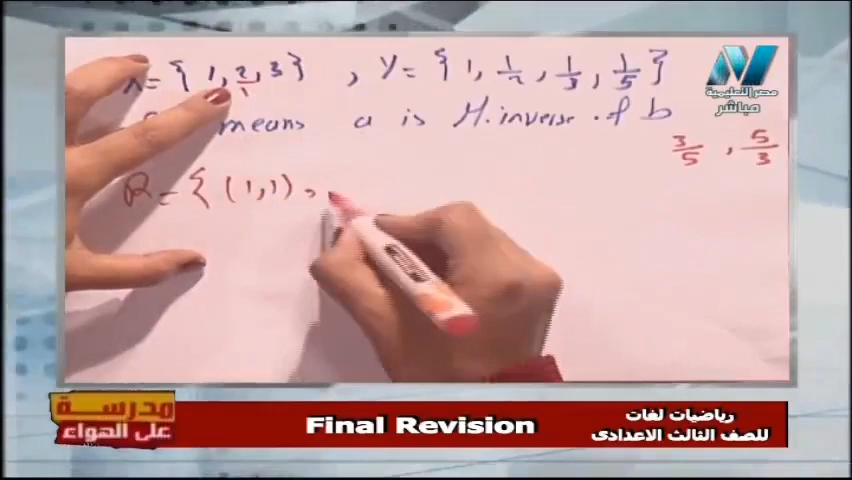 X = { 1, 2/1, 3 } , Y = { 1, 1/2, 1/3, 1/5 }
means a is M. inverse of b
3/5 , 5/3
R = { (1,1) ,
مصر التعليمية
مباشر
مدرسة
على الهواء
Final Revision
رياضيات لغات
للصف الثالث الاعدادى